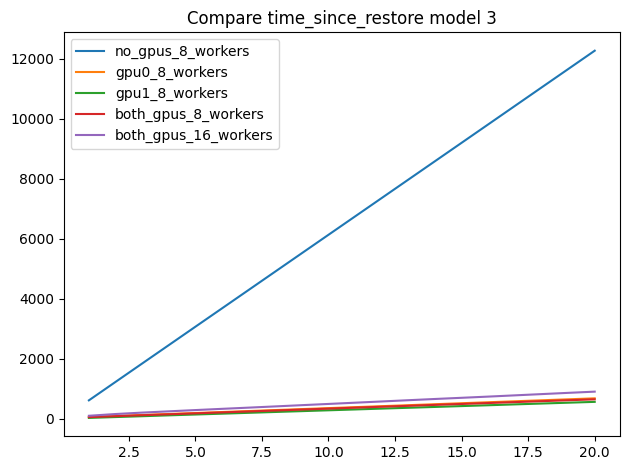 Compare time_since_restore model 3
no_gpus_8_workers
gpu0_8_workers
gpu1_8_workers
both_gpus_8_workers
both_gpus_16_workers
12000
10000
8000
6000
4000
2000
0
2.5 5.0 7.5 10.0 12.5 15.0 17.5 20.0